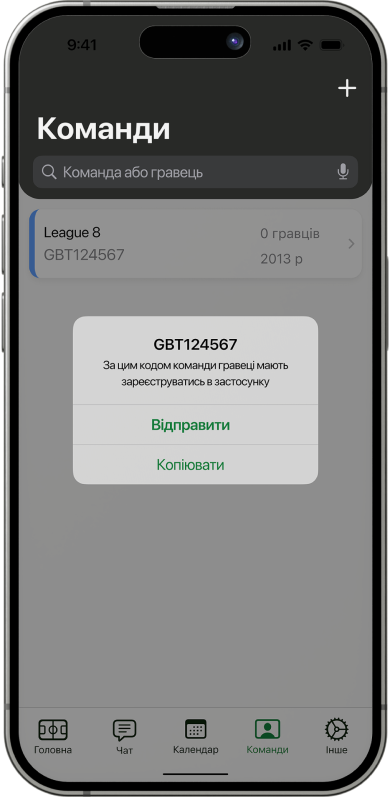 9:41
Команди
Команда або гравець
League 8
0 гравців
GBT124567
2013 р
GBT124567
За цим кодом команди гравеці мають
зареєструватись в застосунку
Відправити
Копіювати
Головна
Чат
Календар
Команди
Інше